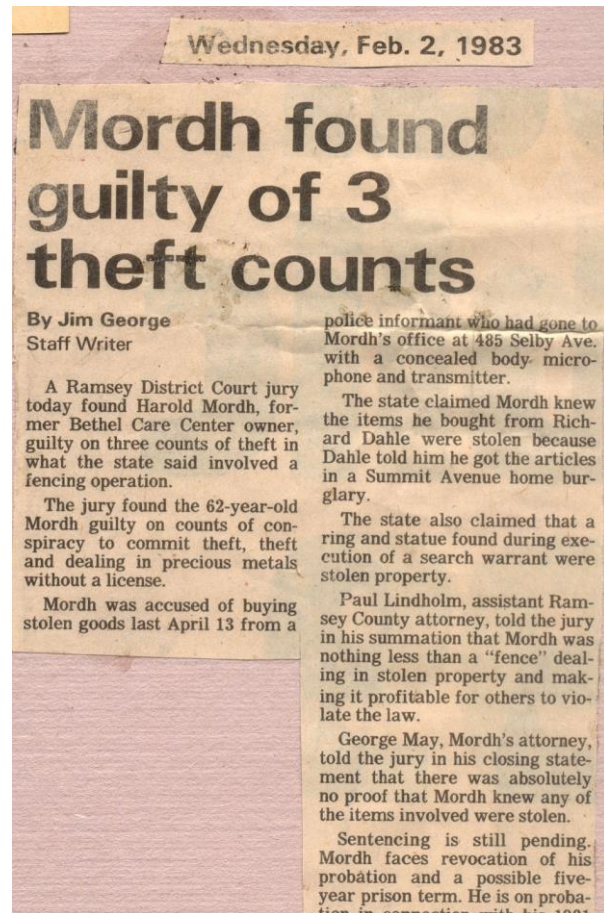 Wednesday, Feb. 2, 1983
Mordh found
guilty of 3
theft counts
By Jim George
Staff Writer
A Ramsey District Court jury
today found Harold Mordh, for-
mer Bethel Care Center owner,
guilty on three counts of theft in
what the state said involved a
fencing operation.
The jury found the 62-year-old
Mordh guilty on counts of con-
spiracy to commit theft, theft
and dealing in precious metals
without a license.
Mordh was accused of buying
stolen goods last April 13 from a
police informant who had gone to
Mordh's office at 485 Selby Ave.
with a concealed body micro-
phone and transmitter.
The state claimed Mordh knew
the items he bought from Rich-
ard Dahle were stolen because
Dahle told him he got the articles
in a Summit Avenue home bur-
glary.
The state also claimed that a
ring and statue found during exe-
cution of a search warrant were
stolen property.
Paul Lindholm, assistant Ram-
sey County attorney, told the jury
in his summation that Mordh was
nothing less than a "fence" deal-
ing in stolen property and mak-
ing it profitable for others to vio-
late the law.
George May, Mordh's attorney,
told the jury in his closing state-
ment that there was absolutely
no proof that Mordh knew any of
the items involved were stolen.
Sentencing is still pending.
Mordh faces revocation of his
probation and a possible five-
year prison term. He is on proba-
tion in connection with his 1981